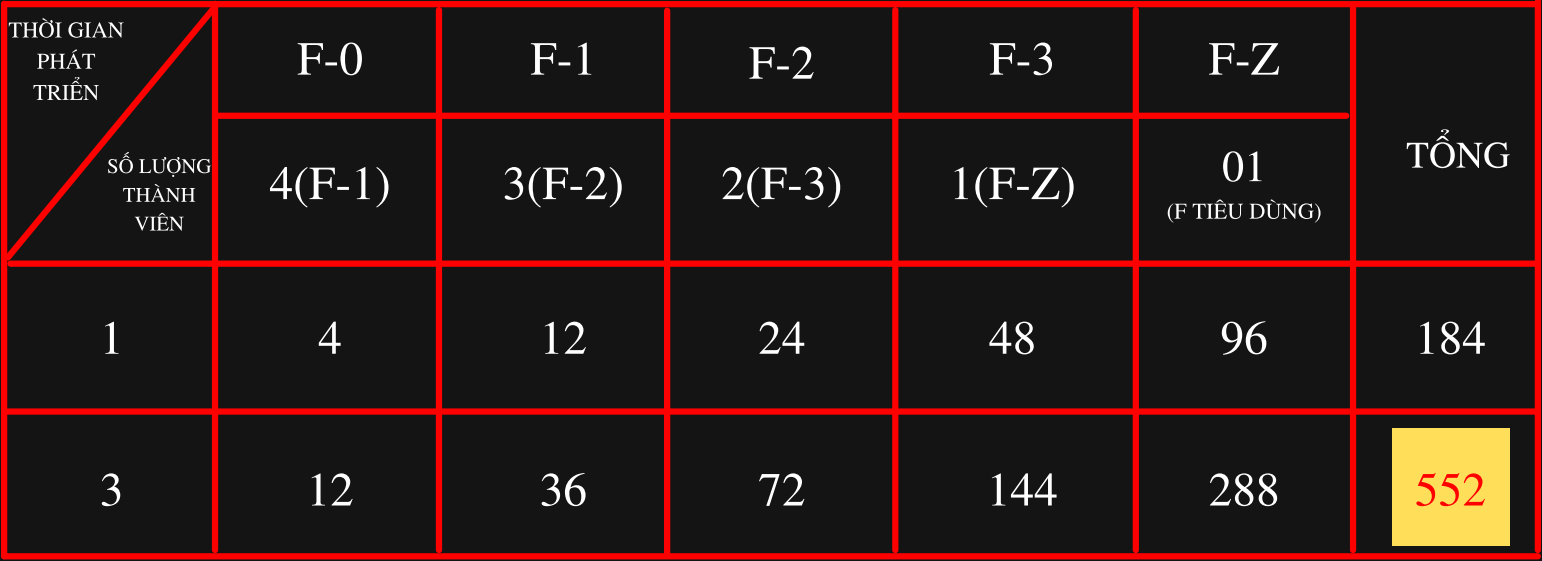 THỜI GIAN
PHÁT
TRIỂN
SỐ LƯỢNG
THÀNH
VIÊN
F-0
F-1
F-2
F-3
F-Z
TỔNG
4(F-1)
3(F-2)
2(F-3)
1(F-Z)
01
(F TIÊU DÙNG)
1
4
12
24
48
96
184
3
12
36
72
144
288
552